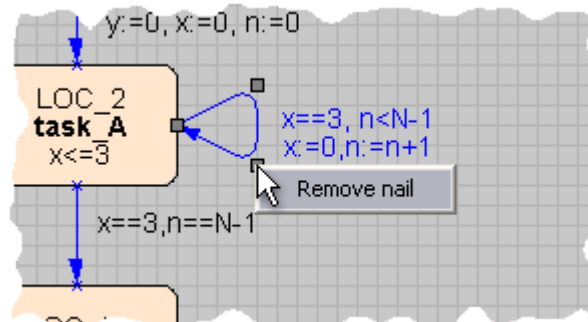 y:=0, x:=0, n:=0
LOC_2
task_A
x<=3
x==3, n<N-1
x:=0,n:=n+1
Remove nail
x==3,n==N-1